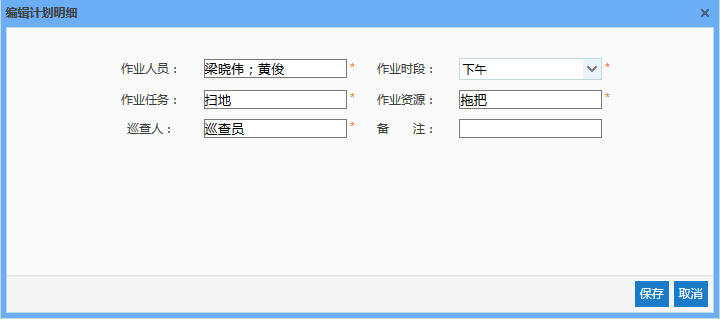 编辑计划明细
作业人员： 梁晓伟；黄俊 * 作业时段： 下午 *
作业任务： 扫地 * 作业资源： 拖把 *
巡查人： 巡查员 * 备 注：
保存 取消